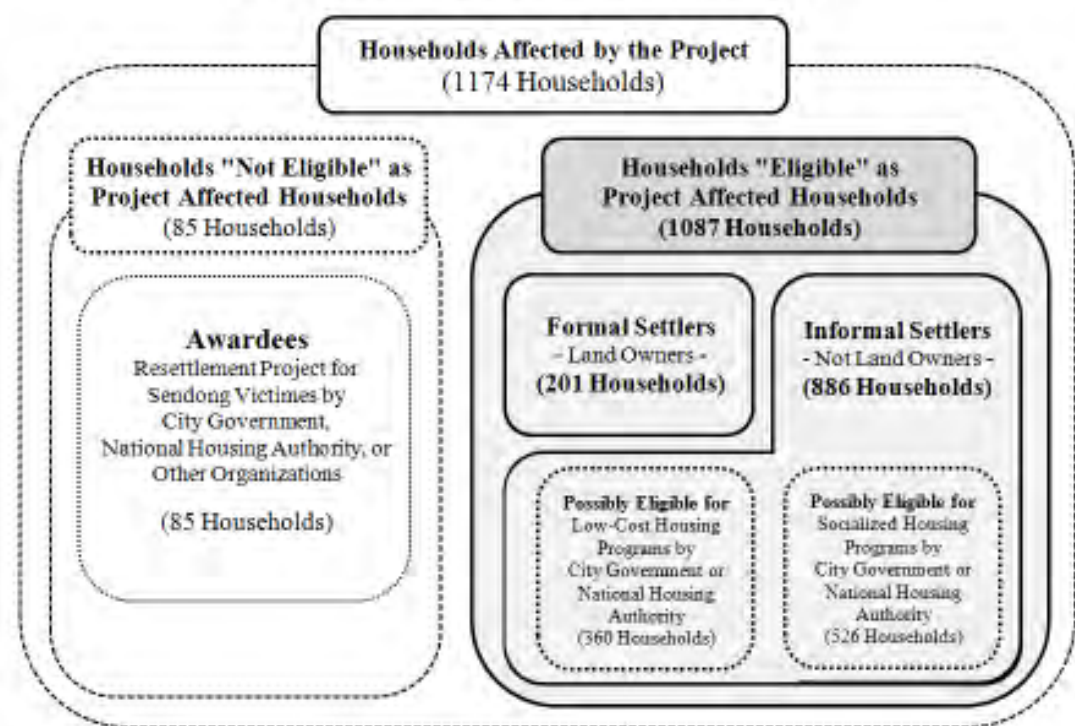 Households Affected by the Project
(1174 Households)
Households "Not Eligible" as
Project Affected Households
(85 Households)
Awardees
Resettlement Project for
Sendong Victimes by
City Government,
National Housing Authority, or
Other Organizations
(85 Households)
Households "Eligible" as
Project Affected Households
(1087 Households)
Formal Settlers
- Land Owners -
(201 Households)
Informal Settlers
- Not Land Owners -
(886 Households)
Possibly Eligible for
Low-Cost Housing
Programs by
City Government or
National Housing
Authority
(360 Households)
Possibly Eligible for
Socialized Housing
Programs by
City Government or
National Housing
Authority
(526 Households)